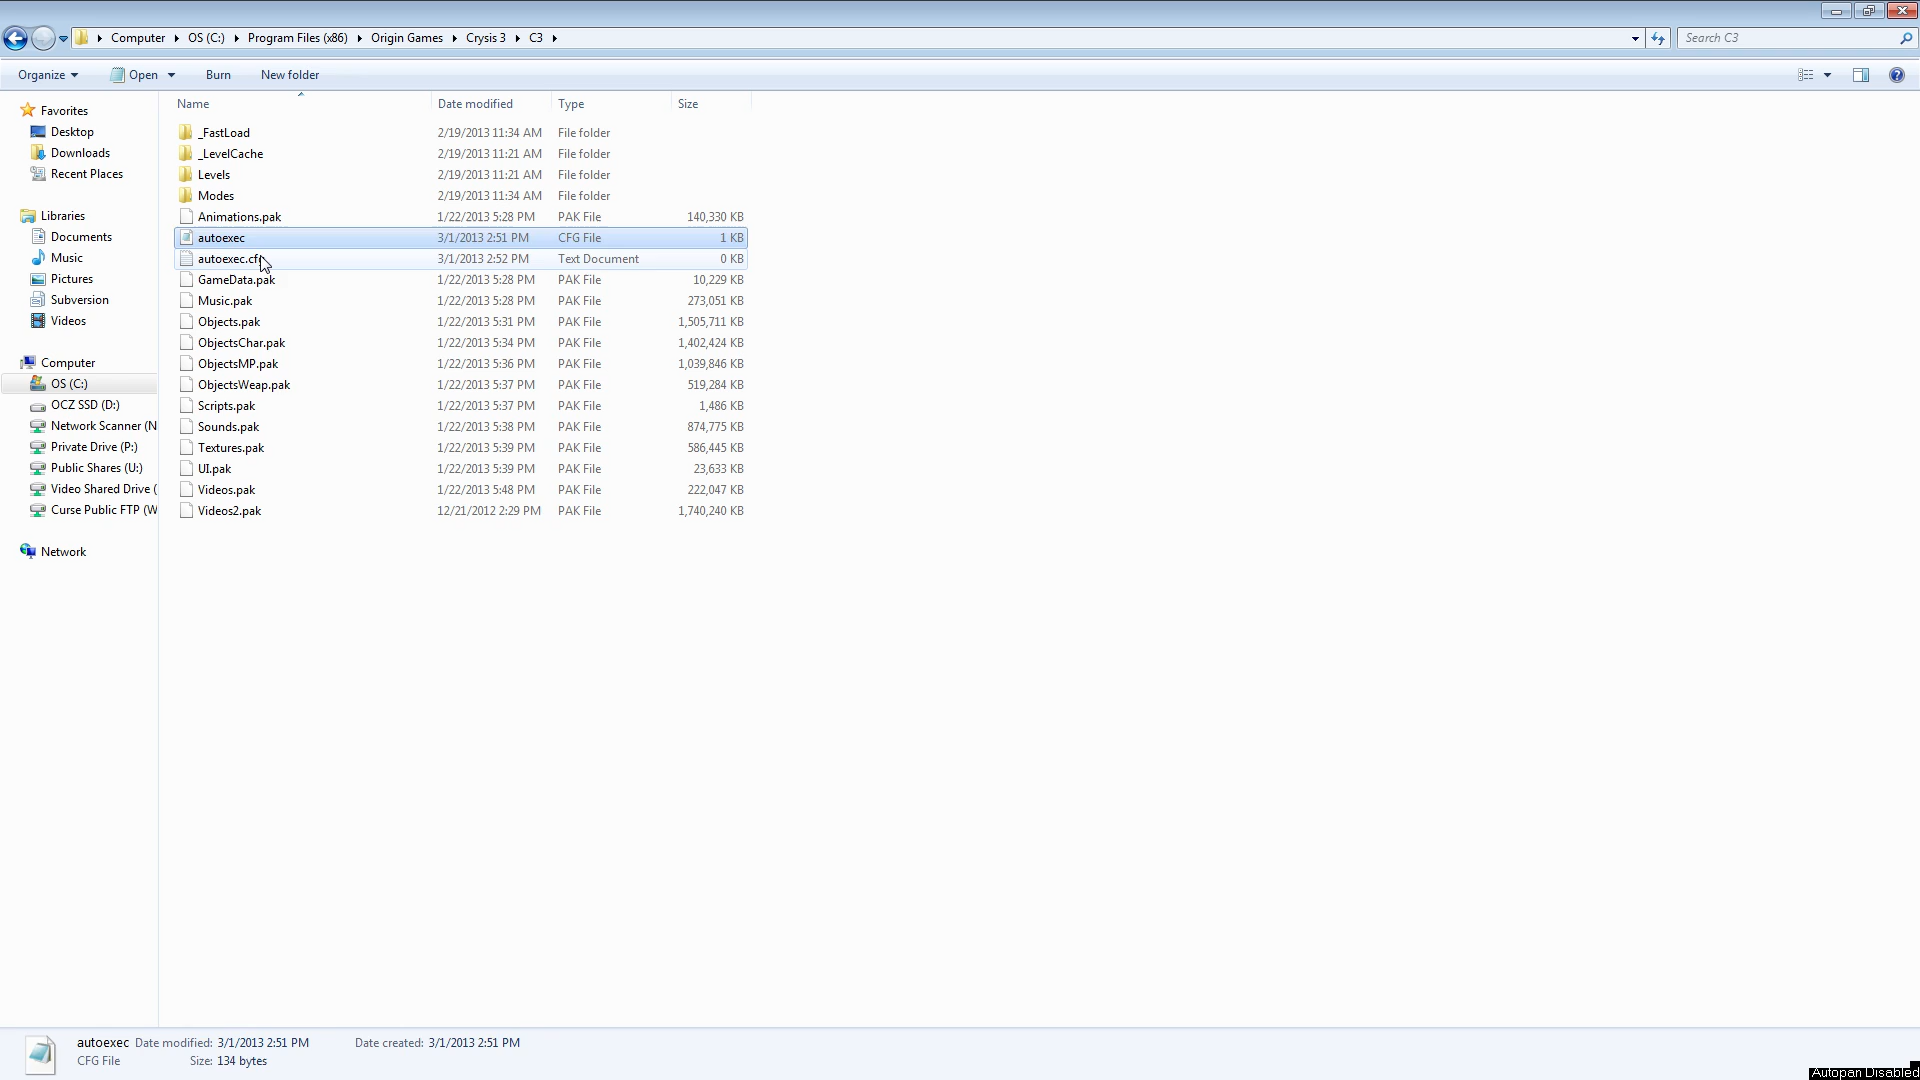 Computer OS (C:) Program Files (x86) Origin Games Crysis 3 C3
Search C3
Organize Open Burn New folder
Name Date modified Type Size
Favorites
Desktop
Downloads
Recent Places
Libraries
Documents
Music
Pictures
Subversion
Videos
Computer
OS (C:)
OCZ SSD (D:)
Network Scanner (N
Private Drive (P:)
Public Shares (U:)
Video Shared Drive (
Curse Public FTP (W
Network
_FastLoad 2/19/2013 11:34 AM File folder
_LevelCache 2/19/2013 11:21 AM File folder
Levels 2/19/2013 11:21 AM File folder
Modes 2/19/2013 11:34 AM File folder
Animations.pak 1/22/2013 5:28 PM PAK File 140,330 KB
autoexec 3/1/2013 2:51 PM CFG File 1 KB
autoexec.cfg 3/1/2013 2:52 PM Text Document 0 KB
GameData.pak 1/22/2013 5:28 PM PAK File 10,229 KB
Music.pak 1/22/2013 5:28 PM PAK File 273,051 KB
Objects.pak 1/22/2013 5:31 PM PAK File 1,505,711 KB
ObjectsChar.pak 1/22/2013 5:34 PM PAK File 1,402,424 KB
ObjectsMP.pak 1/22/2013 5:36 PM PAK File 1,039,846 KB
ObjectsWeap.pak 1/22/2013 5:37 PM PAK File 519,284 KB
Scripts.pak 1/22/2013 5:37 PM PAK File 1,486 KB
Sounds.pak 1/22/2013 5:38 PM PAK File 874,775 KB
Textures.pak 1/22/2013 5:39 PM PAK File 586,445 KB
UI.pak 1/22/2013 5:39 PM PAK File 23,633 KB
Videos.pak 1/22/2013 5:48 PM PAK File 222,047 KB
Videos2.pak 12/21/2012 2:29 PM PAK File 1,740,240 KB
autoexec Date modified: 3/1/2013 2:51 PM Date created: 3/1/2013 2:51 PM
CFG File Size: 134 bytes
Autopan Disabled